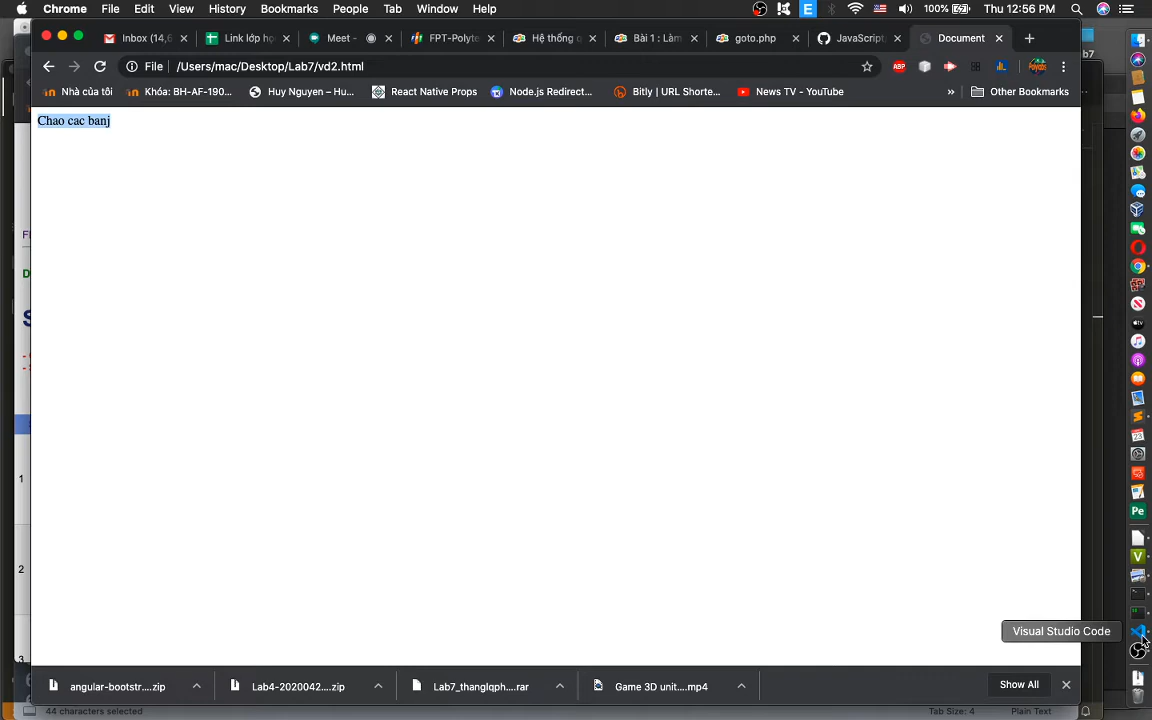 Chrome File Edit View History Bookmarks People Tab Window Help 100% Thu 12:56 PM
Inbox (14,6 Link lớp học Meet - FPT-Polyte Hệ thống q Bài 1 : Làm goto.php JavaScript Document
File /Users/mac/Desktop/Lab7/vd2.html
Nhà của tôi Khóa: BH-AF-190... Huy Nguyen – Hu... React Native Props Node.js Redirect... Bitly | URL Shorte... News TV - YouTube » Other Bookmarks
Chao cac banj
1
2
3
Visual Studio Code
angular-bootstr....zip Lab4-2020042....zip Lab7_thanglqph....rar Game 3D unit....mp4 Show All
44 characters selected Tab Size: 4 Plain Text